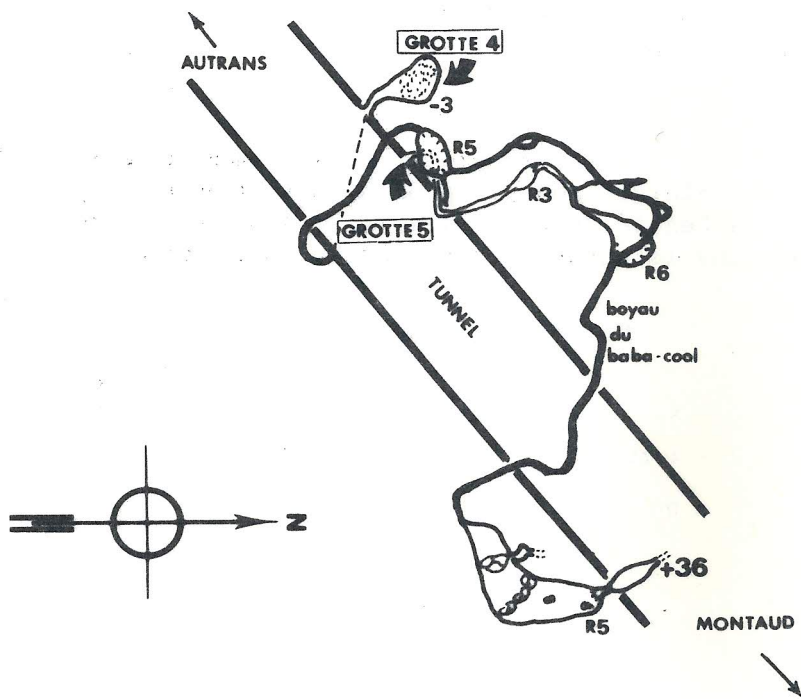 GROTTE 4
AUTRANS
-3
R5
R3
GROTTE 5
R6
TUNNEL
boyau
du
baba-cool
N
+36
R5
MONTAUD